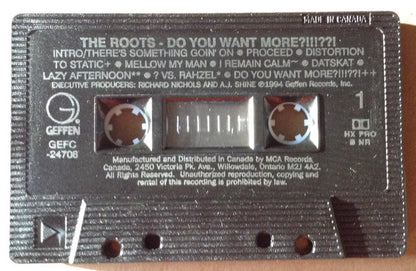 MADE IN CANADA
THE ROOTS - DO YOU WANT MORE?!!!??!
INTRO/THERE'S SOMETHING GOIN' ON • PROCEED • DISTORTION
TO STATIC+ • MELLOW MY MAN • I REMAIN CALM~ • DATSKAT
LAZY AFTERNOON** • ? VS. RAHZEL* • DO YOU WANT MORE?!!!??!++
EXECUTIVE PRODUCERS: RICHARD NICHOLS AND A.J. SHINE ℗1994 Geffen Records, Inc.
G
GEFFEN
GEFC
-24708
1
HX PRO
B NR
Manufactured and Distributed in Canada by MCA Records,
Canada, 2450 Victoria Pk. Ave., Willowdale, Ontario M2J 4A2.
All Rights Reserved. Unauthorized reproduction, copying and
rental of this recording is prohibited by law.